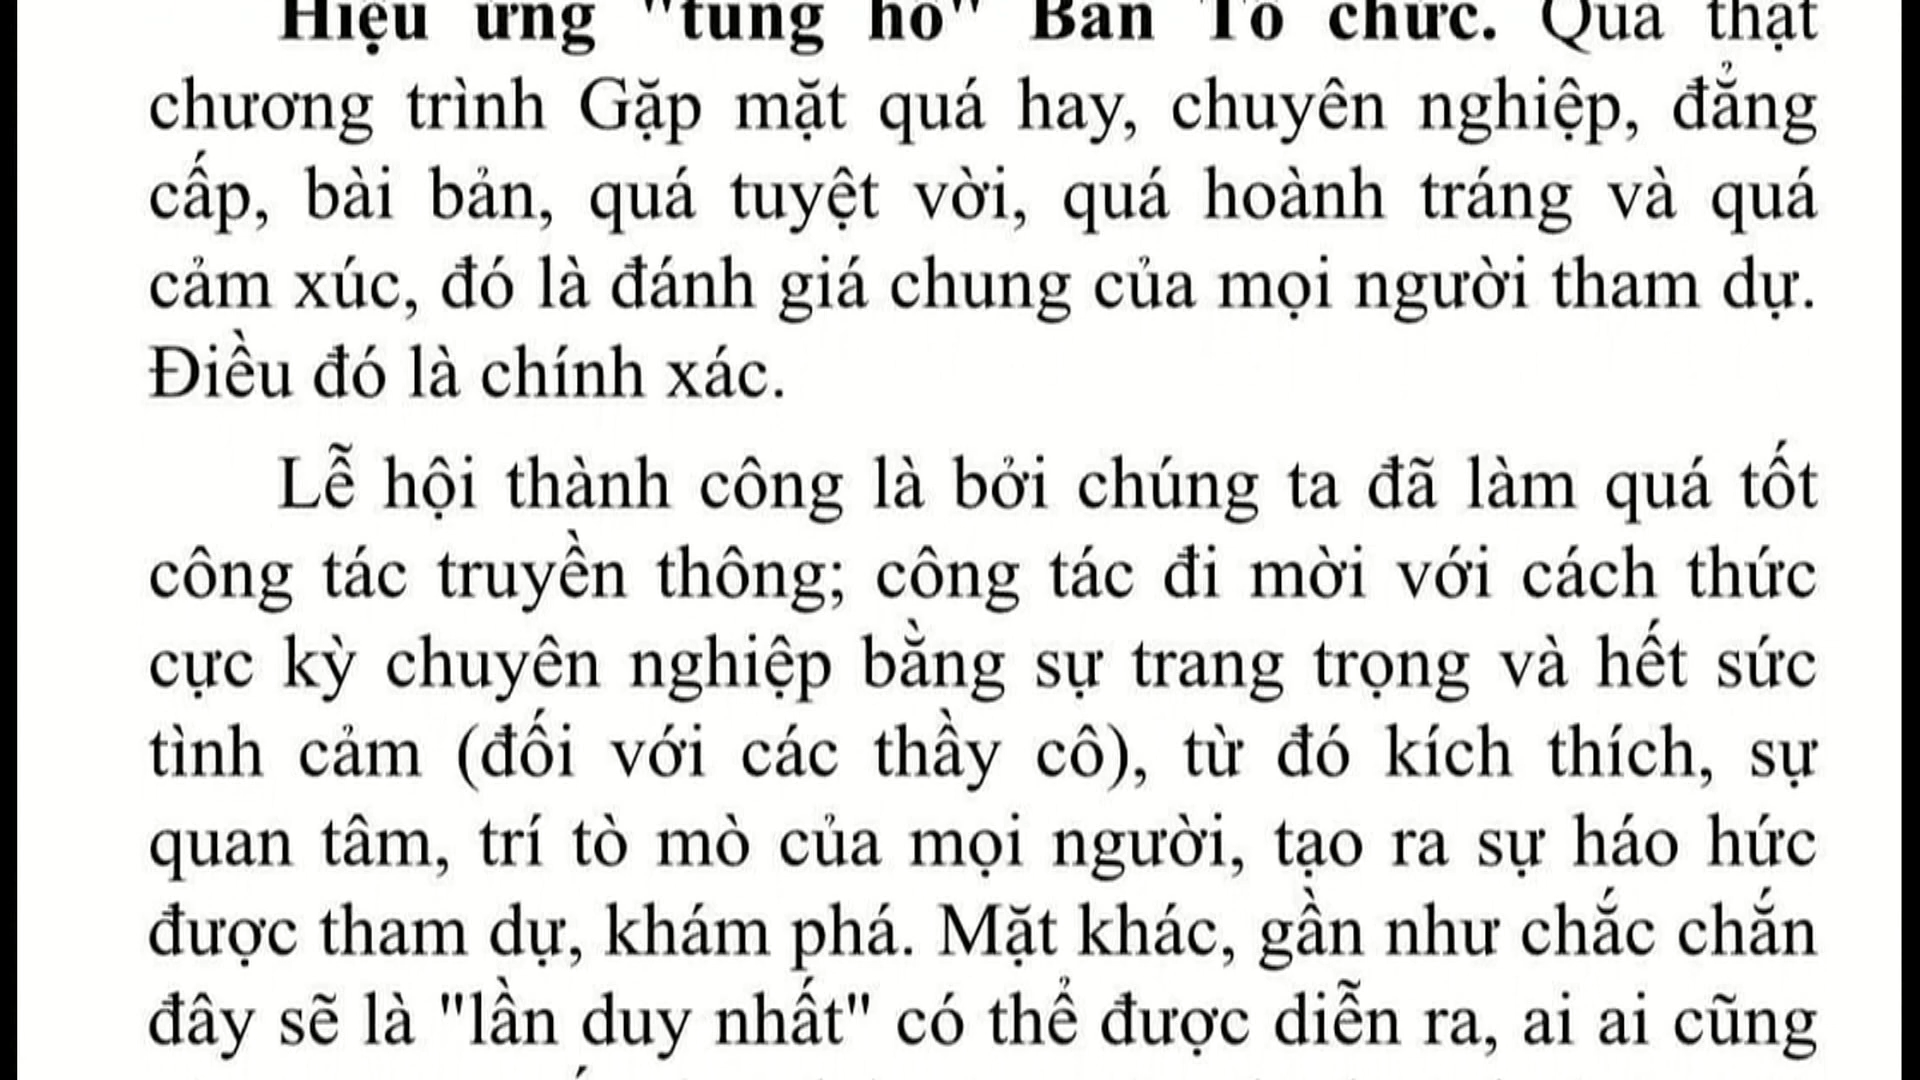 Hiệu ứng "tung hô" Ban Tổ chức. Quả thật
chương trình Gặp mặt quá hay, chuyên nghiệp, đẳng
cấp, bài bản, quá tuyệt vời, quá hoành tráng và quá
cảm xúc, đó là đánh giá chung của mọi người tham dự.
Điều đó là chính xác.
Lễ hội thành công là bởi chúng ta đã làm quá tốt
công tác truyền thông; công tác đi mời với cách thức
cực kỳ chuyên nghiệp bằng sự trang trọng và hết sức
tình cảm (đối với các thầy cô), từ đó kích thích, sự
quan tâm, trí tò mò của mọi người, tạo ra sự háo hức
được tham dự, khám phá. Mặt khác, gần như chắc chắn
đây sẽ là "lần duy nhất" có thể được diễn ra, ai ai cũng